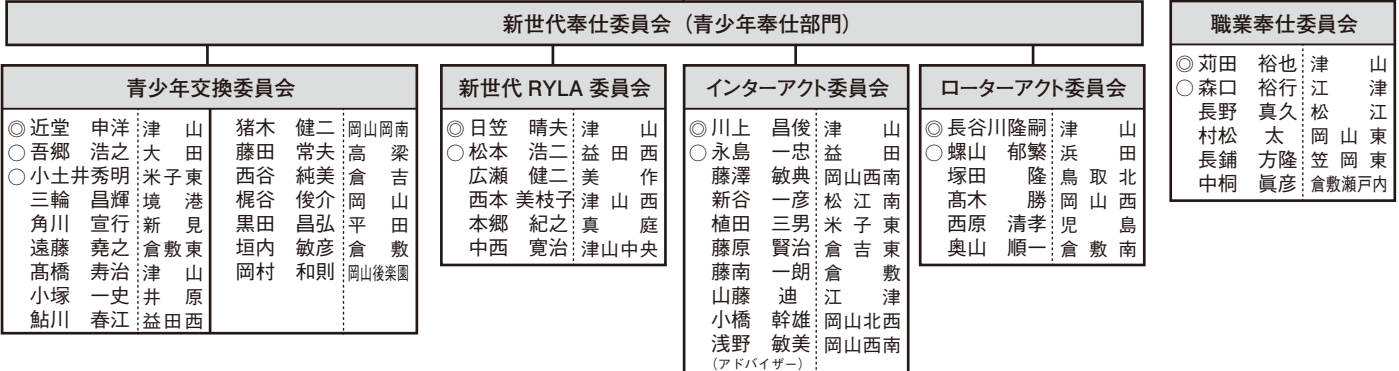 新世代奉仕委員会（青少年奉仕部門）
青少年交換委員会
◎近堂 申洋 津山
○吾郷 浩之 大田
○小土井秀明 米子東
三輪 昌輝 境港
角川 宣行 新見
遠藤 堯之 倉敷東
髙橋 寿治 津山
小塚 一史 井原
鮎川 春江 益田西
猪木 健二 岡山岡南
藤田 常夫 高梁
西谷 純美 倉吉
梶谷 俊介 岡山
黒田 昌弘 平田
垣内 敏彦 倉敷
岡村 和則 岡山後楽園
新世代 RYLA 委員会
◎日笠 晴夫 津山
○松本 浩二 益田西
広瀬 健二 美作
西本 美枝子 津山西
本郷 紀之 真庭
中西 寛治 津山中央
インターアクト委員会
◎川上 昌俊 津山
○永島 一忠 益田
藤澤 敏典 岡山西南
新谷 一彦 松江南
植田 三男 米子東
藤原 賢治 倉吉東
藤南 一朗 倉敷
山藤 迪 江津
小橋 幹雄 岡山北西
浅野 敏美 岡山西南
（アドバイザー）
ローターアクト委員会
◎長谷川隆嗣 津山
○螺山 郁繁 浜田
塚田 隆 鳥取北
髙木 勝 岡山西
西原 清孝 児島
奥山 順一 倉敷南
職業奉仕委員会
◎苅田 裕也 津山
○森口 裕行 江津
長野 真久 松江
村松 太 岡山東
長鋪 方隆 笠岡東
中桐 眞彦 倉敷瀬戸内